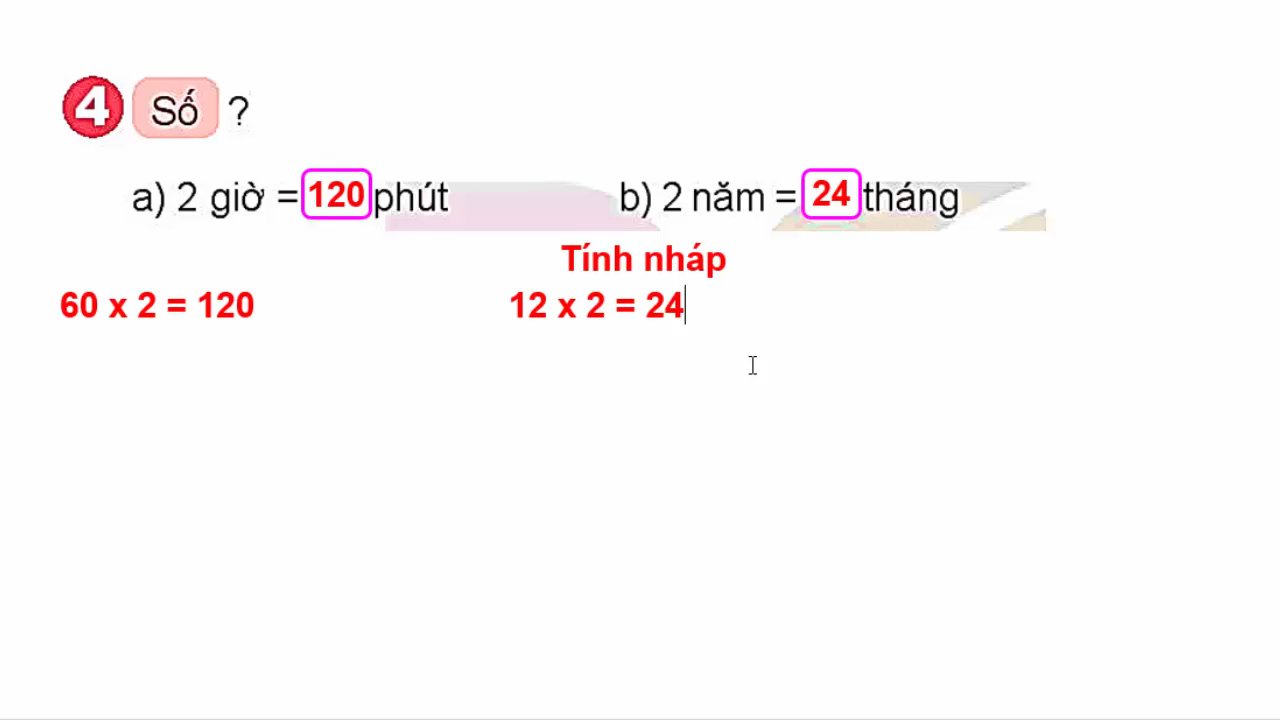 4 Số ?
a) 2 giờ = 120 phút b) 2 năm = 24 tháng
Tính nháp
60 x 2 = 120 12 x 2 = 24